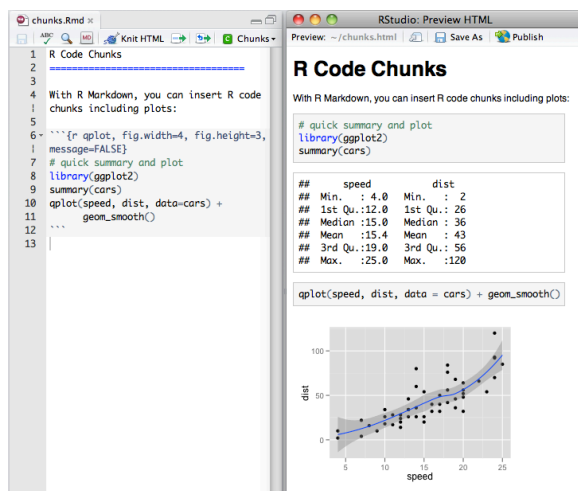 chunks.Rmd
ABC MD Knit HTML Chunks
1 R Code Chunks
2 ==================================
3
4 With R Markdown, you can insert R code
chunks including plots:
5
6 ```{r qplot, fig.width=4, fig.height=3,
message=FALSE}
7 # quick summary and plot
8 library(ggplot2)
9 summary(cars)
10 qplot(speed, dist, data=cars) +
11 geom_smooth()
12 ```
13
RStudio: Preview HTML
Preview: ~/chunks.html Save As Publish
R Code Chunks
With R Markdown, you can insert R code chunks including plots:
# quick summary and plot
library(ggplot2)
summary(cars)
## speed dist
## Min. : 4.0 Min. : 2
## 1st Qu.:12.0 1st Qu.: 26
## Median :15.0 Median : 36
## Mean :15.4 Mean : 43
## 3rd Qu.:19.0 3rd Qu.: 56
## Max. :25.0 Max. :120
qplot(speed, dist, data = cars) + geom_smooth()
100
50
0
dist
5 10 15 20 25
speed